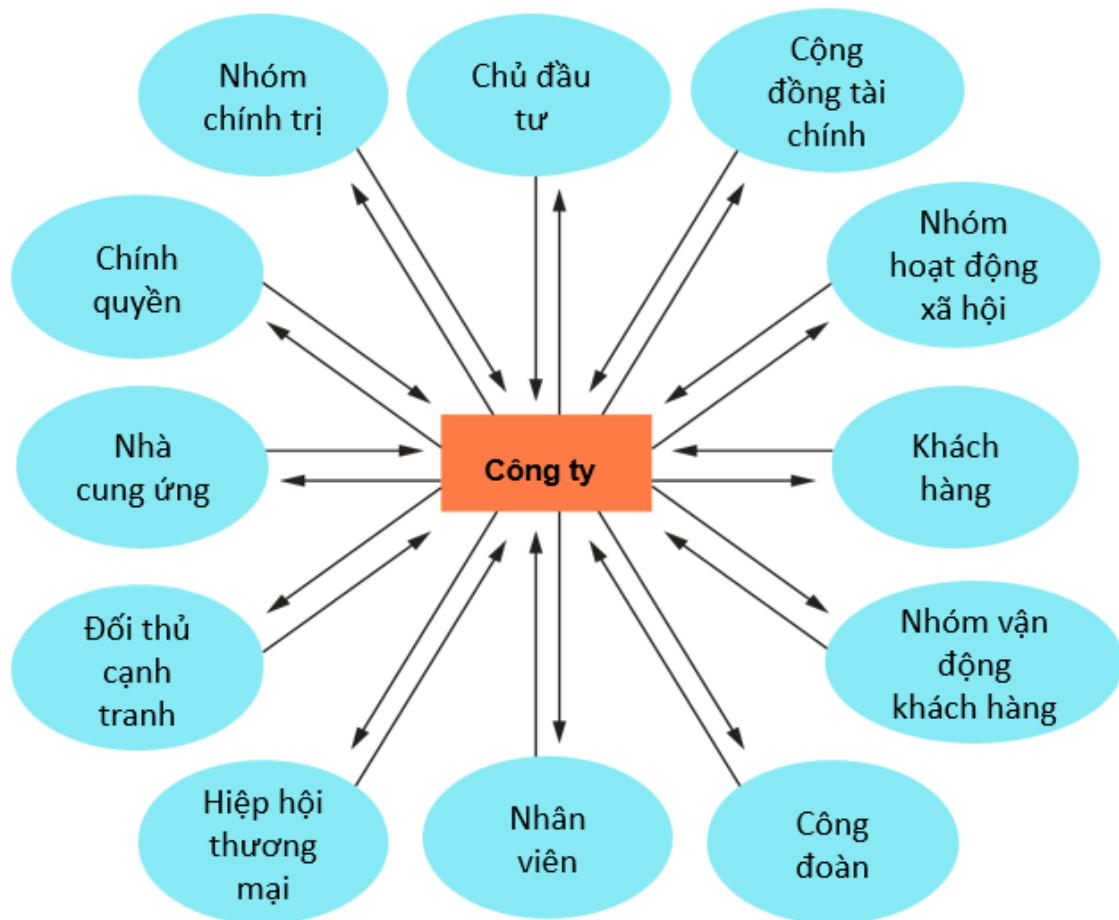 Nhóm
chính trị
Chủ đầu
tư
Cộng
đồng tài
chính
Chính
quyền
Nhóm
hoạt động
xã hội
Nhà
cung ứng
Công ty
Khách
hàng
Đối thủ
cạnh
tranh
Nhóm vận
động
khách hàng
Hiệp hội
thương
mại
Nhân
viên
Công
đoàn